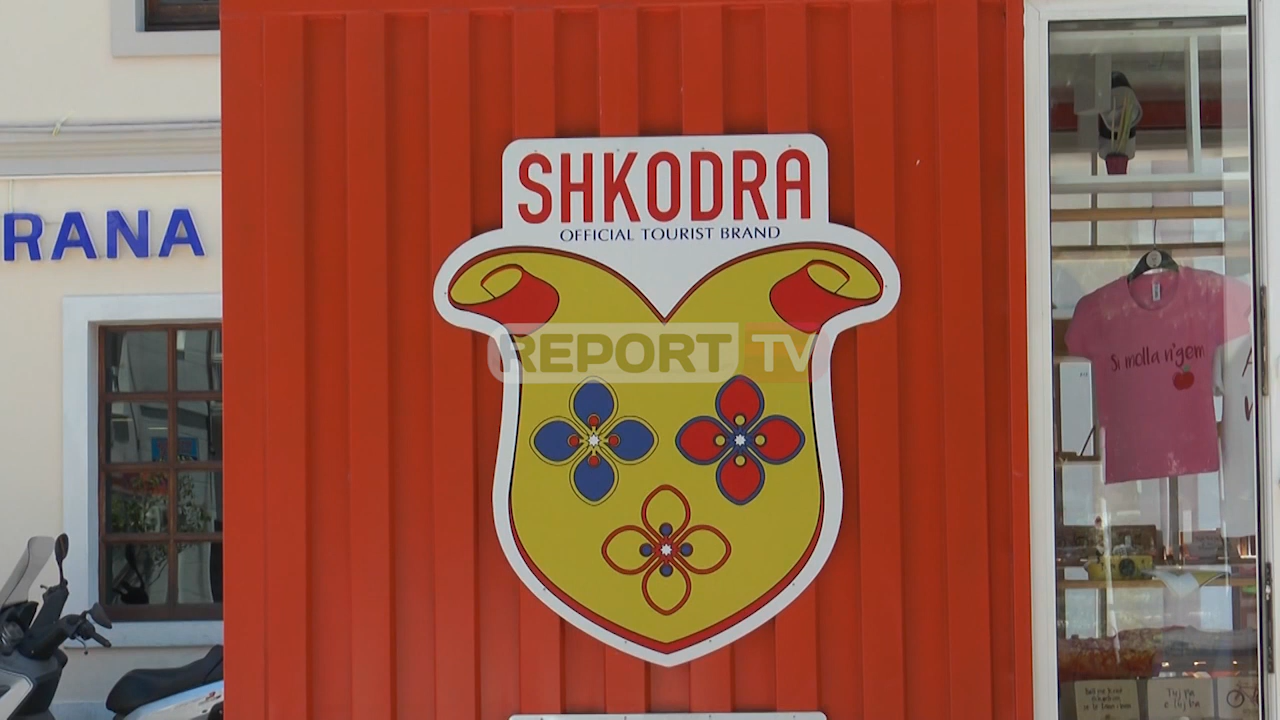 SHKODRA
OFFICIAL TOURIST BRAND
REPORT TV
RANA
Si molla n'gem